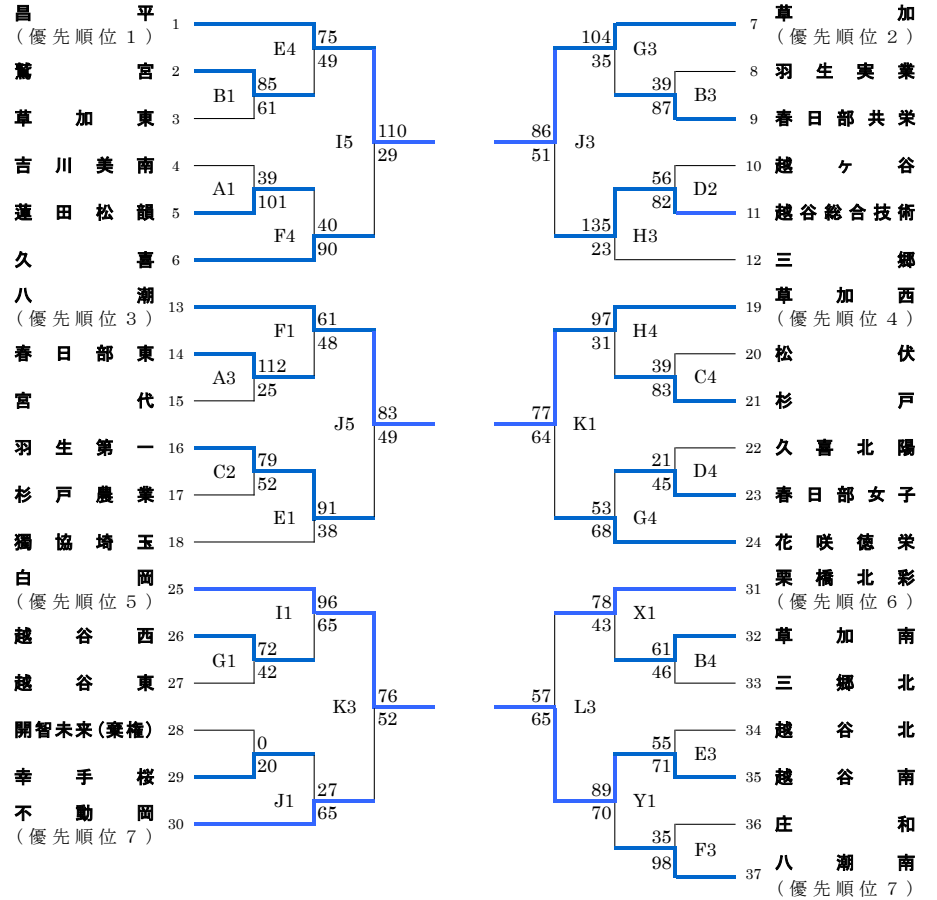 昌平 1
(優先順位 1)
鷲宮 2
草加東 3
吉川美南 4
蓮田松韻 5
久喜 6
E4 75 49
B1 85 61
I5 110 29
A1 39 101
F4 40 90
草加 7
(優先順位 2)
羽生実業 8
春日部共栄 9
越ヶ谷 10
越谷総合技術 11
三郷 12
104 35 G3
39 87 B3
86 51 J3
56 82 D2
135 23 H3
八潮 13
(優先順位 3)
春日部東 14
宮代 15
羽生第一 16
杉戸農業 17
獨協埼玉 18
F1 61 48
A3 112 25
J5 83 49
C2 79 52
E1 91 38
草加西 19
(優先順位 4)
松伏 20
杉戸 21
久喜北陽 22
春日部女子 23
花咲徳栄 24
97 31 H4
39 83 C4
77 64 K1
21 45 D4
53 68 G4
白岡 25
(優先順位 5)
越谷西 26
越谷東 27
開智未来(棄権) 28
幸手桜 29
不動岡 30
(優先順位 7)
I1 96 65
G1 72 42
K3 76 52
0 20
J1 27 65
栗橋北彩 31
(優先順位 6)
草加南 32
三郷北 33
越谷北 34
越谷南 35
庄和 36
八潮南 37
(優先順位 7)
78 43 X1
61 46 B4
57 65 L3
55 71 E3
89 70 Y1
35 98 F3